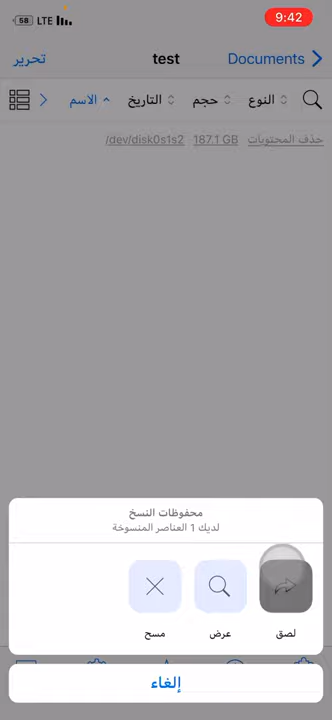 58 LTE 9:42
تحرير test Documents
الاسم التاريخ حجم النوع
حذف المحتويات 187.1 GB /dev/disk0s1s2
محفوظات النسخ
لديك 1 العناصر المنسوخة
لصق عرض مسح
إلغاء